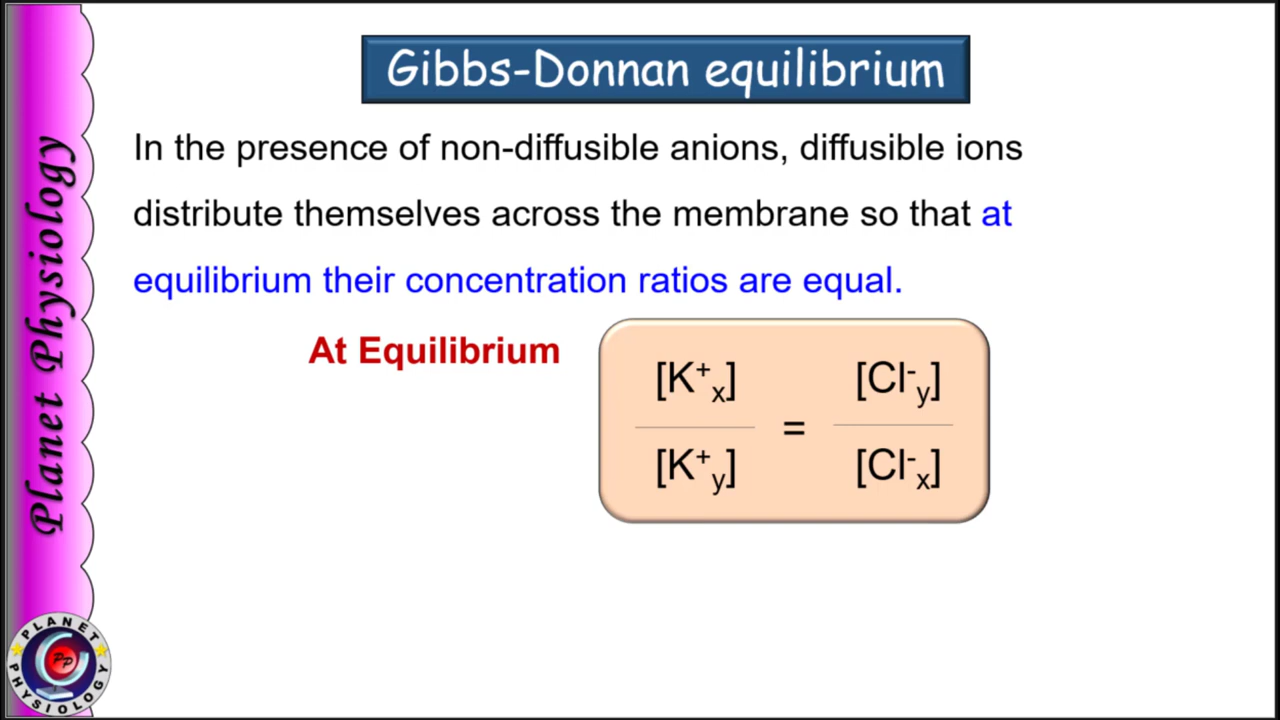 Gibbs-Donnan equilibrium
In the presence of non-diffusible anions, diffusible ions
distribute themselves across the membrane so that at
equilibrium their concentration ratios are equal.
At Equilibrium
[K⁺x] = [Cl⁻y]
[K⁺y] [Cl⁻x]
Planet Physiology
PLANET
PP
PHYSIOLOGY